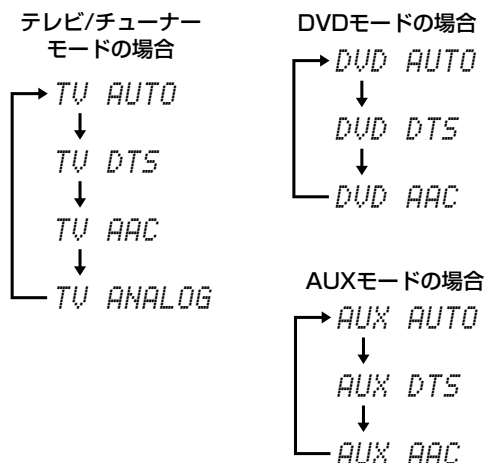 テレビ/チューナー
モードの場合
TV AUTO
TV DTS
TV AAC
TV ANALOG
DVDモードの場合
DVD AUTO
DVD DTS
DVD AAC
AUXモードの場合
AUX AUTO
AUX DTS
AUX AAC